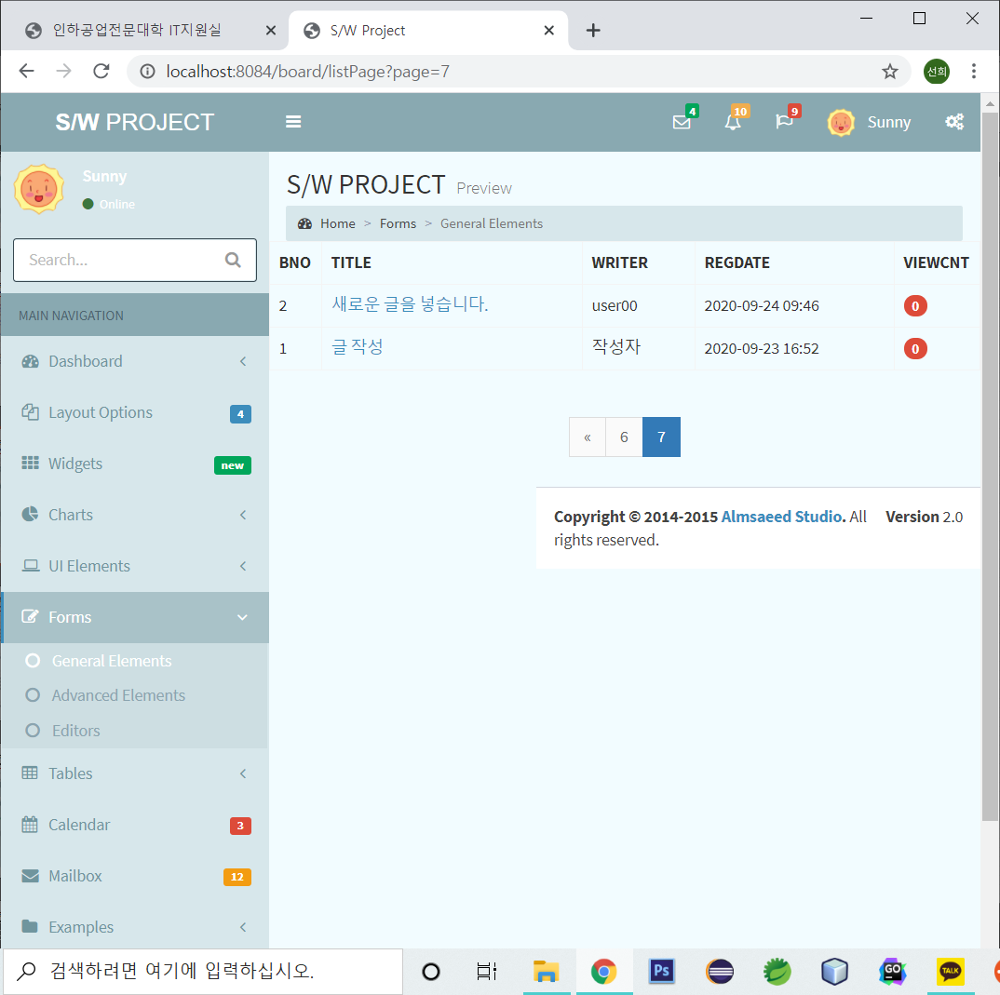 인하공업전문대학 IT지원실
S/W Project
localhost:8084/board/listPage?page=7
선희
S/W PROJECT
4
10
9
Sunny
Sunny
Online
Search...
MAIN NAVIGATION
Dashboard
Layout Options 4
Widgets new
Charts
UI Elements
Forms
General Elements
Advanced Elements
Editors
Tables
Calendar 3
Mailbox 12
Examples
S/W PROJECT Preview
Home > Forms > General Elements
BNO TITLE WRITER REGDATE VIEWCNT
2 새로운 글을 넣습니다. user00 2020-09-24 09:46 0
1 글 작성 작성자 2020-09-23 16:52 0
« 6 7
Copyright © 2014-2015 Almsaeed Studio. All Version 2.0
rights reserved.
검색하려면 여기에 입력하십시오.
Ps
GO
TALK